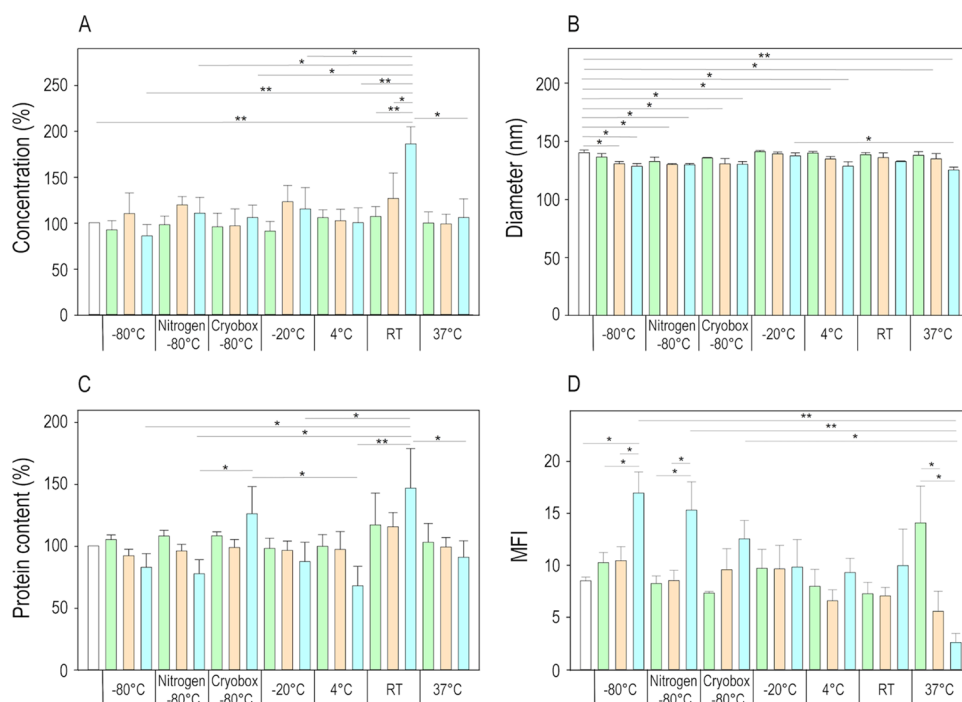 A
Concentration (%)
250
200
150
100
50
0
*
*
*
**
**
*
**
*
**
-80°C
Nitrogen
-80°C
Cryobox
-80°C
-20°C
4°C
RT
37°C
B
Diameter (nm)
200
150
100
50
0
**
*
*
*
*
*
*
*
*
*
-80°C
Nitrogen
-80°C
Cryobox
-80°C
-20°C
4°C
RT
37°C
C
Protein content (%)
200
150
100
50
0
*
*
*
**
*
*
-80°C
Nitrogen
-80°C
Cryobox
-80°C
-20°C
4°C
RT
37°C
D
MFI
20
15
10
5
0
**
**
*
*
*
*
*
*
*
*
-80°C
Nitrogen
-80°C
Cryobox
-80°C
-20°C
4°C
RT
37°C